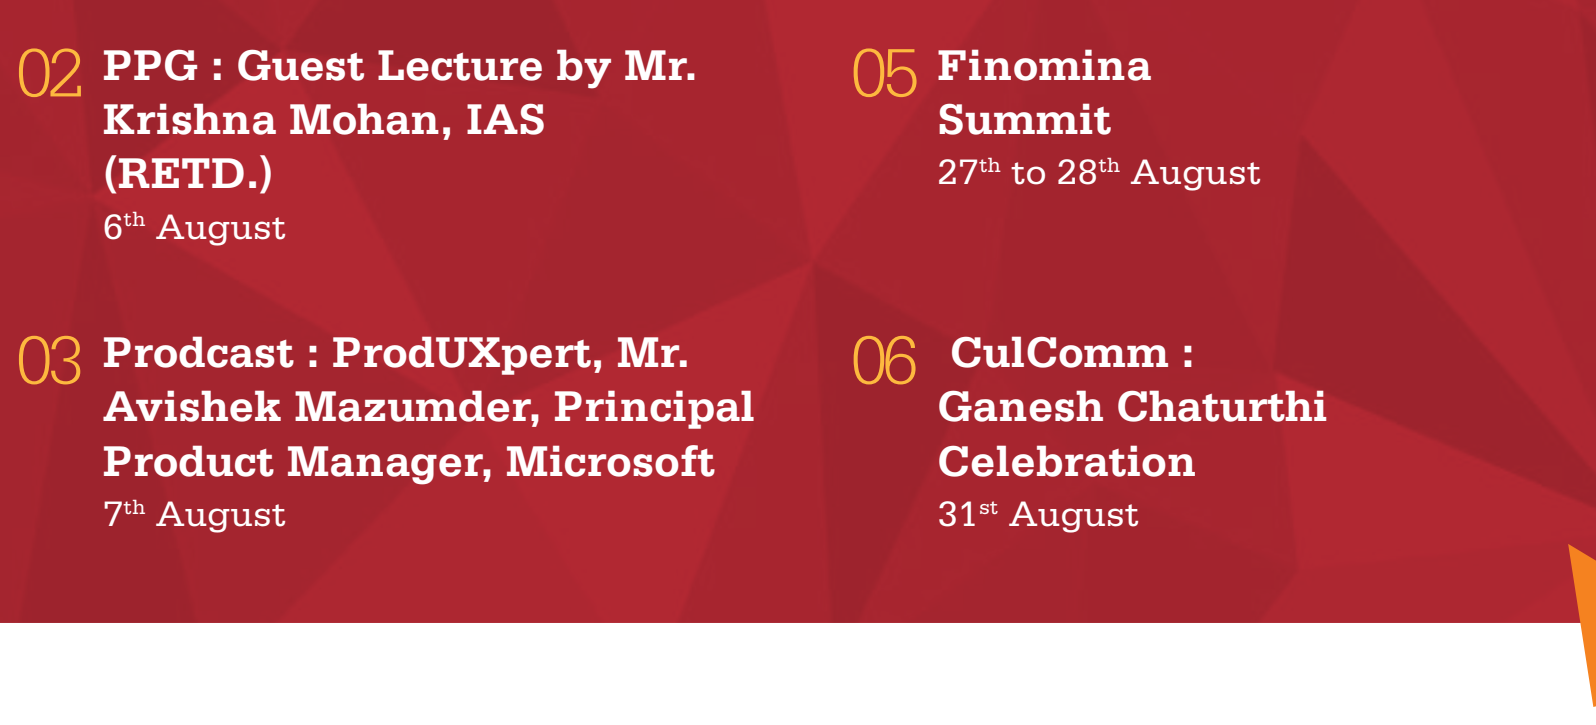 02 PPG : Guest Lecture by Mr.
Krishna Mohan, IAS
(RETD.)
6th August
03 Prodcast : ProdUXpert, Mr.
Avishek Mazumder, Principal
Product Manager, Microsoft
7th August
05 Finomina
Summit
27th to 28th August
06 CulComm :
Ganesh Chaturthi
Celebration
31st August